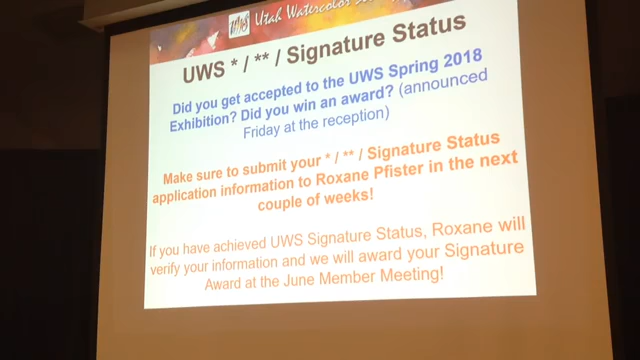 UWS Utah Watercolor
UWS * / ** / Signature Status
Did you get accepted to the UWS Spring 2018
Exhibition? Did you win an award? (announced
Friday at the reception)
Make sure to submit your * / ** / Signature Status
application information to Roxane Pfister in the next
couple of weeks!
If you have achieved UWS Signature Status, Roxane will
verify your information and we will award your Signature
Award at the June Member Meeting!